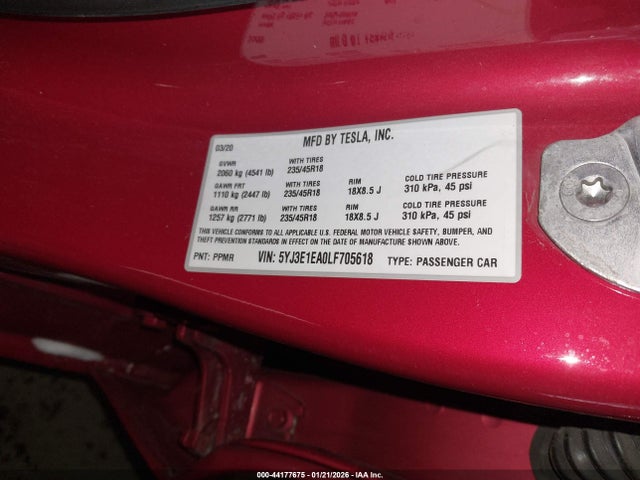 MFD BY TESLA, INC.
03/20
GVWR WITH TIRES
2060 kg (4541 lb) 235/45R18
GAWR FRT WITH TIRES RIM COLD TIRE PRESSURE
1110 kg (2447 lb) 235/45R18 18X8.5 J 310 kPa, 45 psi
GAWR RR WITH TIRES RIM COLD TIRE PRESSURE
1257 kg (2771 lb) 235/45R18 18X8.5 J 310 kPa, 45 psi
THIS VEHICLE CONFORMS TO ALL APPLICABLE U.S. FEDERAL MOTOR VEHICLE SAFETY, BUMPER, AND
THEFT PREVENTION STANDARDS IN EFFECT ON THE DATE OF MANUFACTURE SHOWN ABOVE.
PNT: PPMR VIN: 5YJ3E1EA0LF705618 TYPE: PASSENGER CAR
000-44177675 - 01/21/2026 - IAA Inc.